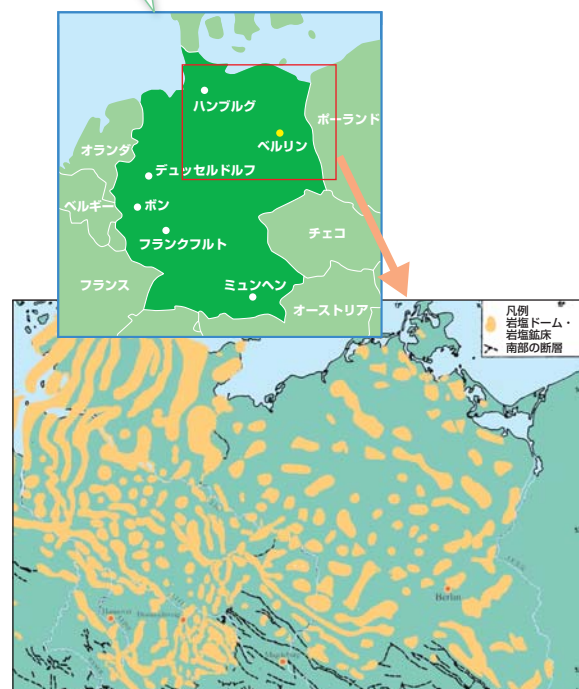 ハンブルグ
ポーランド
ベルリン
オランダ
デュッセルドルフ
ベルギー
ボン
フランクフルト
チェコ
フランス
ミュンヘン
オーストリア
凡例
岩塩ドーム・
岩塩鉱床
南部の断層
Berlin
Hannover
Braunschweig
Magdeburg